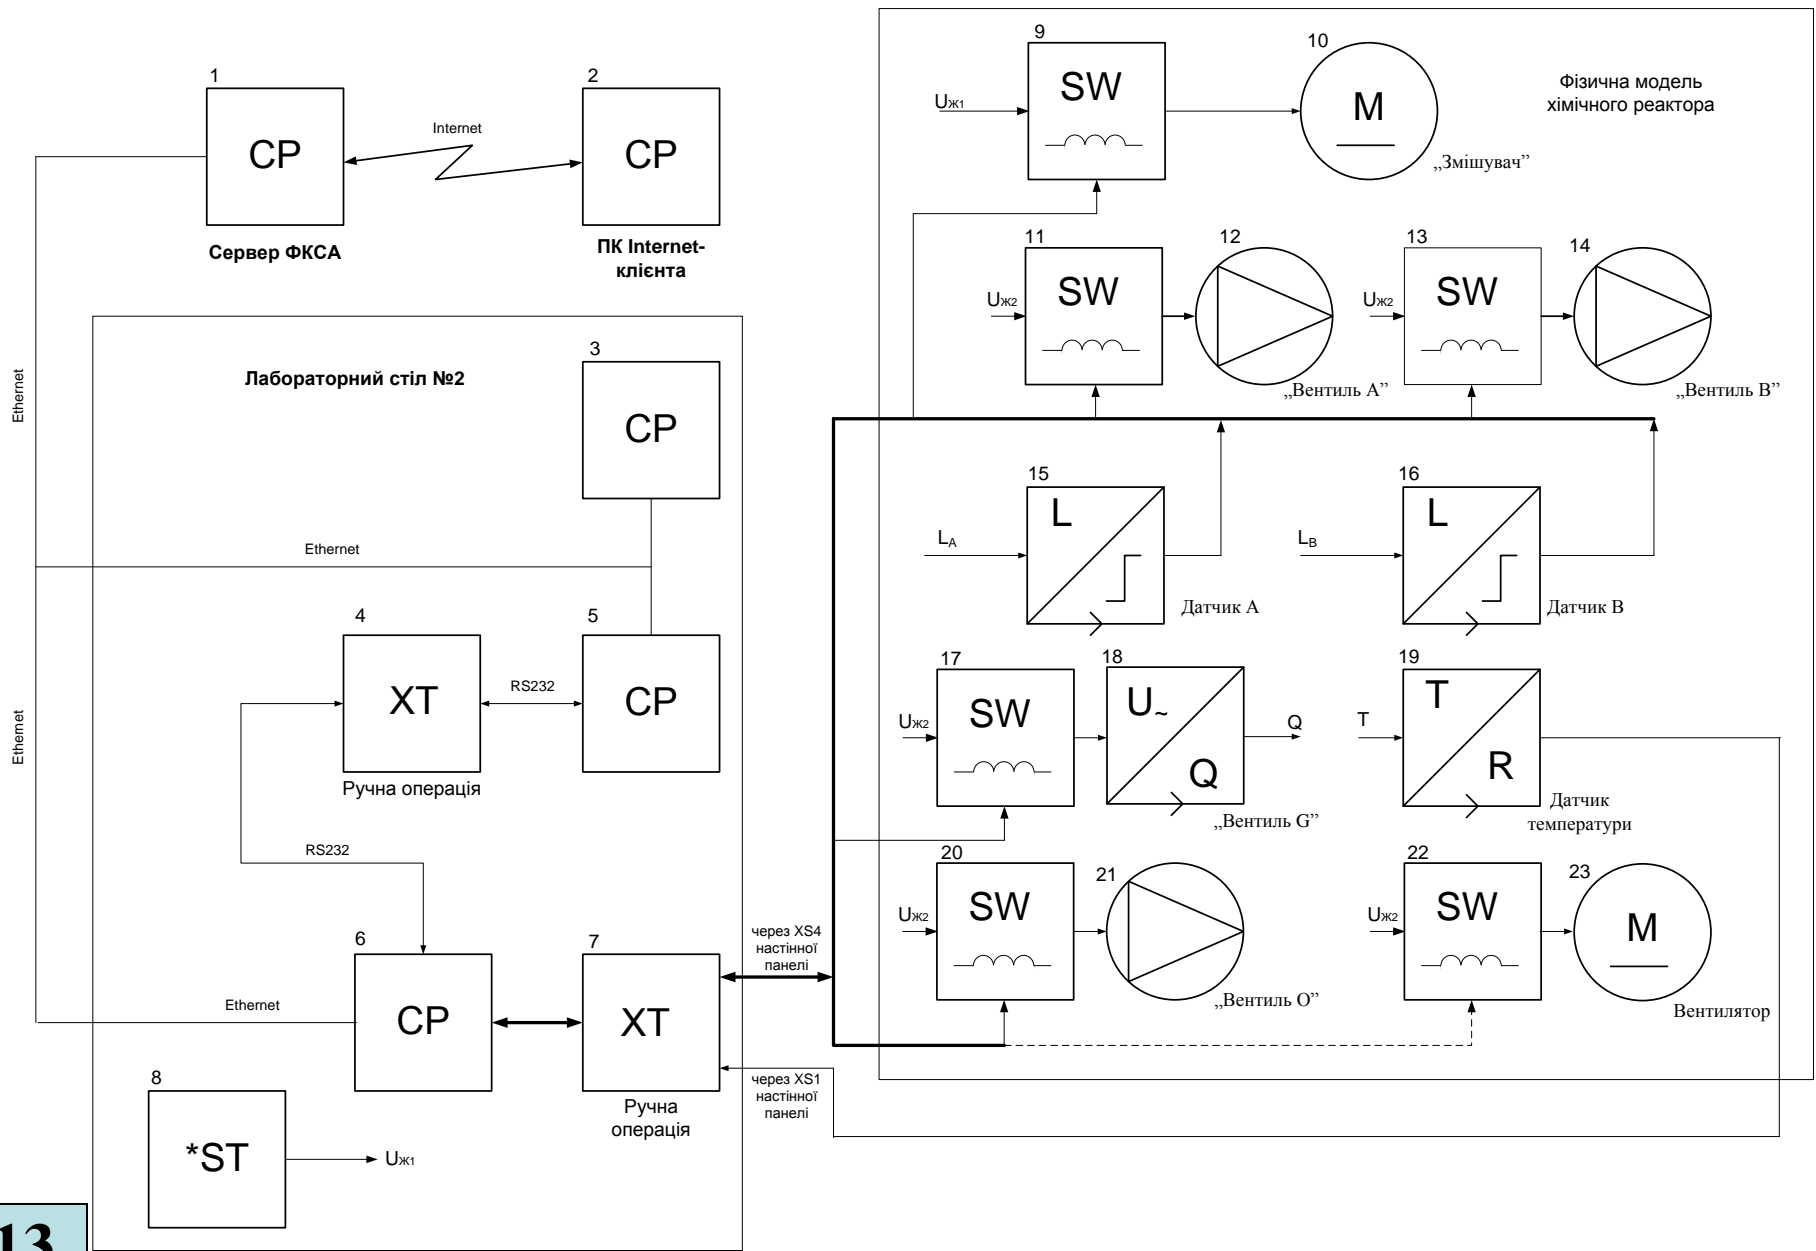 1
CP
Internet
2
CP
Сервер ФКСА
ПК Internet-
клієнта
Ethernet
Лабораторний стіл №2
3
CP
Ethernet
4
XT
Ручна операція
RS232
5
CP
Ethernet
RS232
6
CP
Ethernet
7
XT
Ручна
операція
8
*ST
Uж1
через XS4
настінної
панелі
через XS1
настінної
панелі
Фізична модель
хімічного реактора
9
Uж1
SW
10
M
„Змішувач”
11
Uж2
SW
12
„Вентиль A”
13
Uж2
SW
14
„Вентиль B”
15
LA
L
Датчик A
16
LB
L
Датчик B
17
Uж2
SW
18
U~
Q
Q
„Вентиль G”
19
T
T
R
Датчик
температури
20
Uж2
SW
21
„Вентиль O”
22
Uж2
SW
23
M
Вентилятор
13